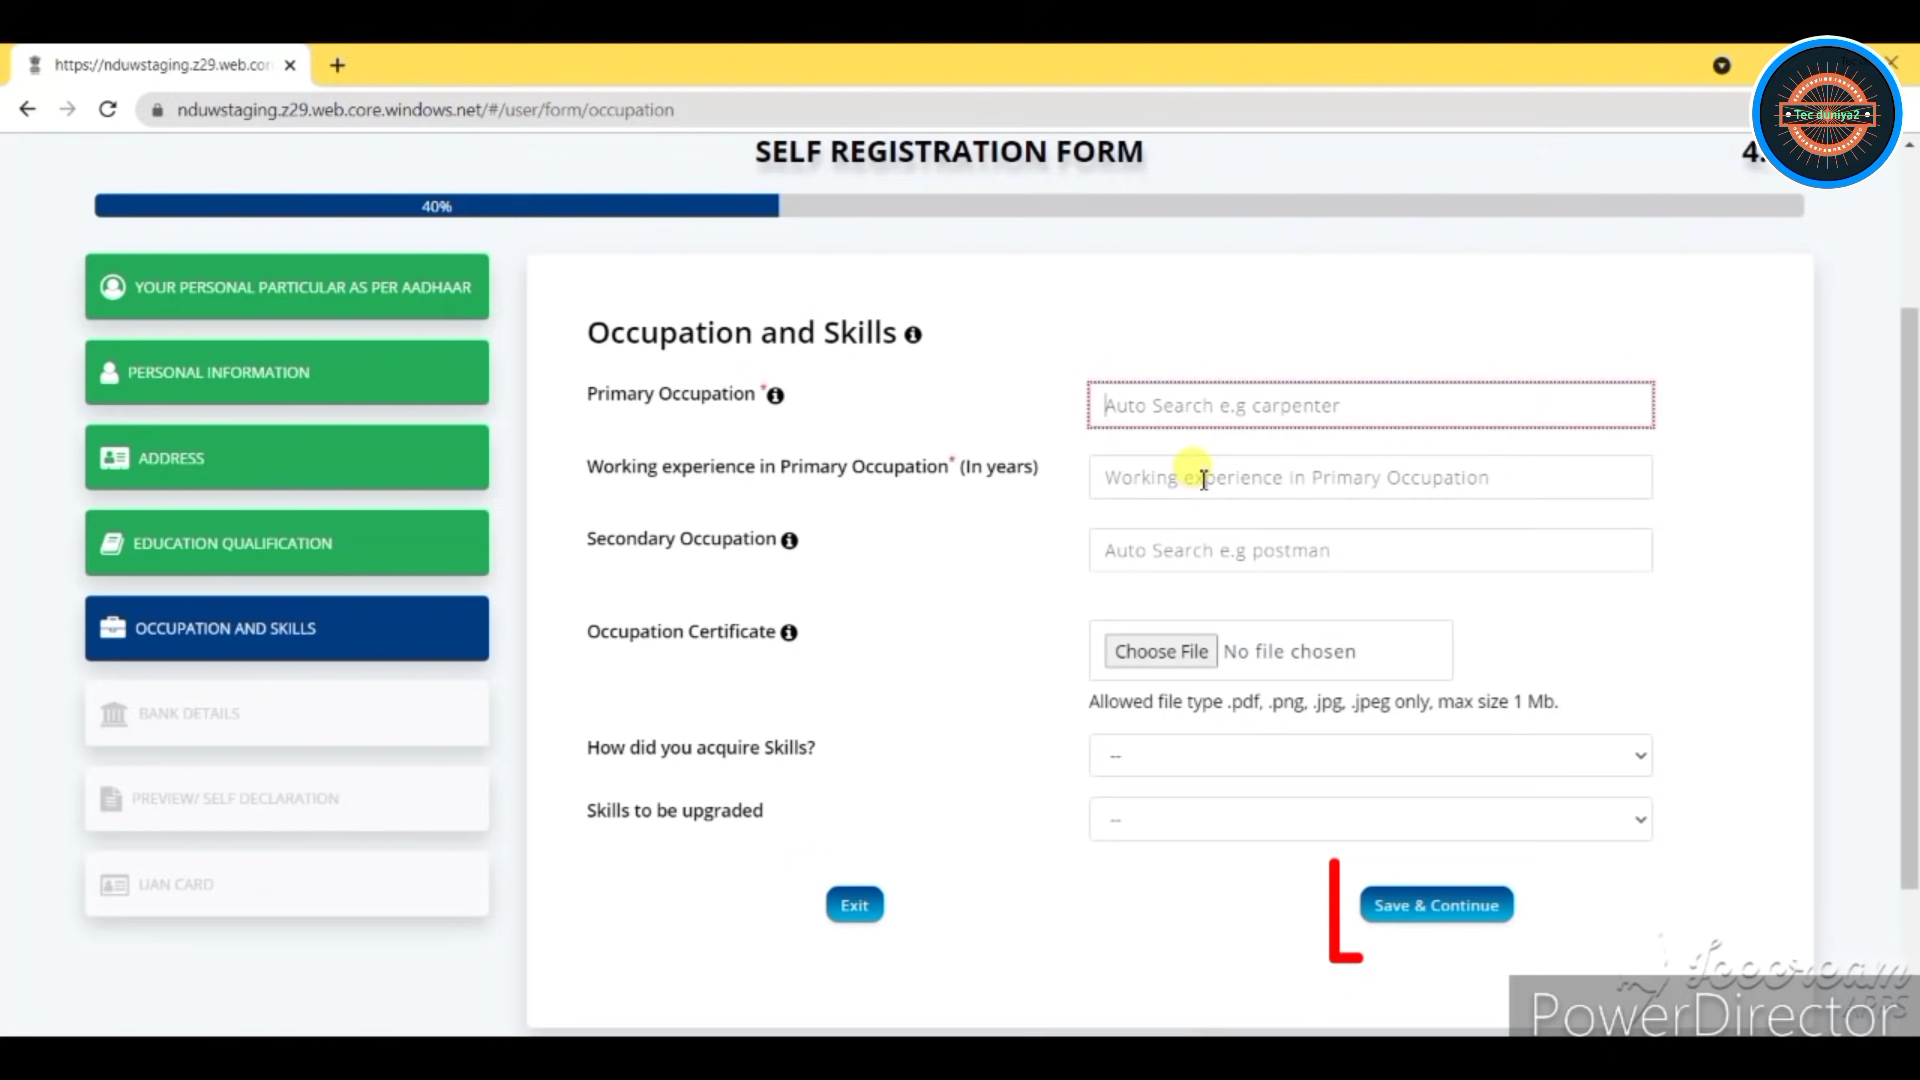 https://nduwstaging.z29.web.cor
nduwstaging.z29.web.core.windows.net/#/user/form/occupation
Tec duniya2
SELF REGISTRATION FORM
4.
40%
YOUR PERSONAL PARTICULAR AS PER AADHAAR
PERSONAL INFORMATION
ADDRESS
EDUCATION QUALIFICATION
OCCUPATION AND SKILLS
BANK DETAILS
PREVIEW/ SELF DECLARATION
UAN CARD
Occupation and Skills
Primary Occupation *
Auto Search e.g carpenter
Working experience in Primary Occupation* (In years)
Working experience in Primary Occupation
Secondary Occupation
Auto Search e.g postman
Occupation Certificate
Choose File No file chosen
Allowed file type .pdf, .png, .jpg, .jpeg only, max size 1 Mb.
How did you acquire Skills?
--
Skills to be upgraded
--
Exit
Save & Continue
PowerDirector